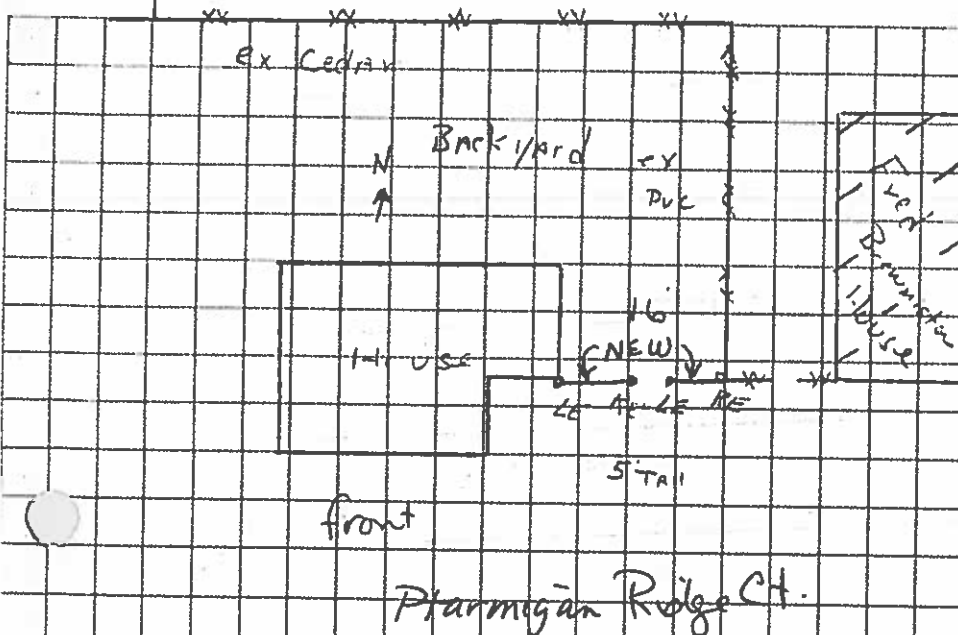 ex Cedar
Backyard
N
ex
PVC
16'
NEW
House
LE RE LE RE
5' Tall
front
House
Ptarmigan Ridge Ct.